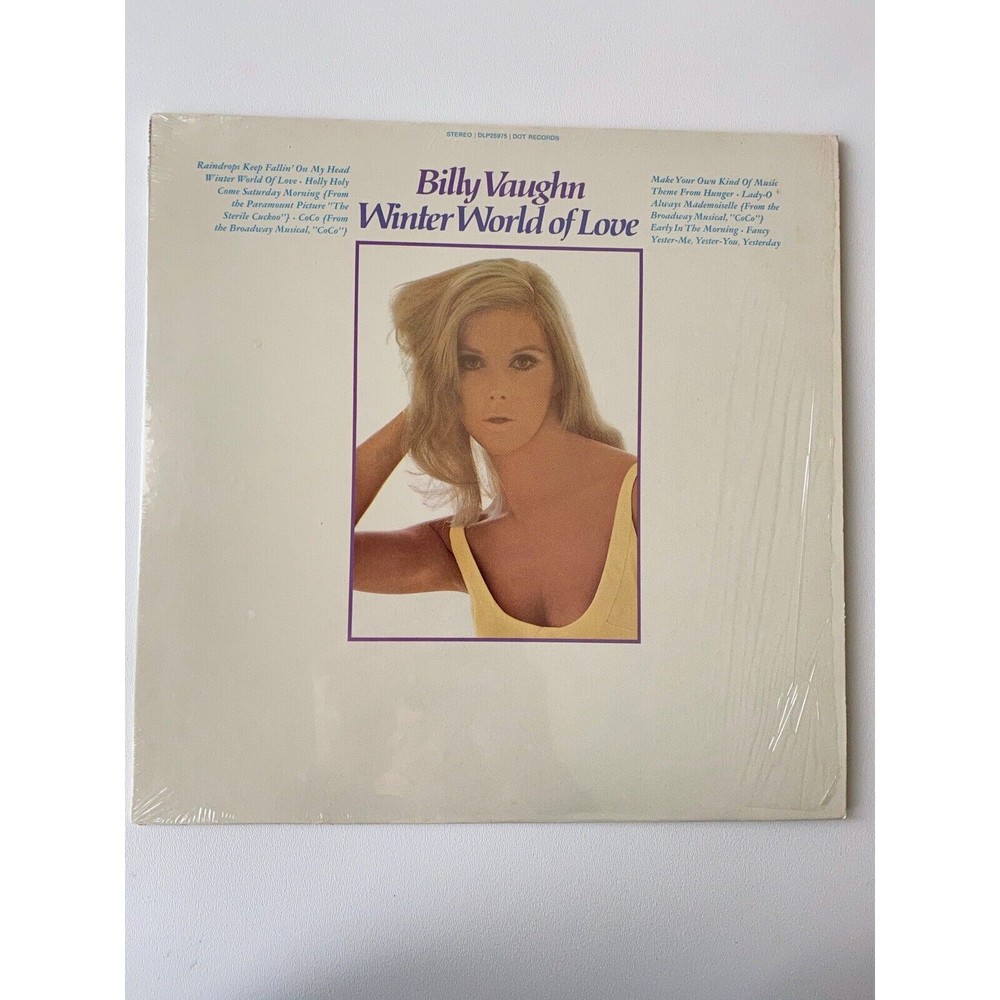 STEREO | DLP25975 | DOT RECORDS
Billy Vaughn
Winter World of Love
Raindrops Keep Fallin' On My Head
Winter World Of Love • Holly Holy
Come Saturday Morning {From
the Paramount Picture "The
Sterile Cuckoo"} • CoCo {From
the Broadway Musical, "CoCo"}
Make Your Own Kind Of Music
Theme From Hunger • Lady-O
Always Mademoiselle {From the
Broadway Musical, "CoCo"}
Early In The Morning • Fancy
Yester-Me, Yester-You, Yesterday